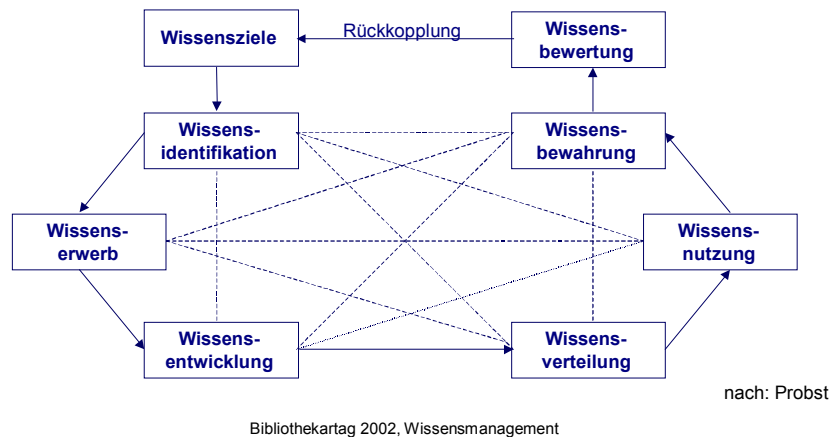 Wissensziele
Rückkopplung
Wissens-
bewertung
Wissens-
identifikation
Wissens-
bewahrung
Wissens-
erwerb
Wissens-
nutzung
Wissens-
entwicklung
Wissens-
verteilung
nach: Probst
Bibliothekartag 2002, Wissensmanagement